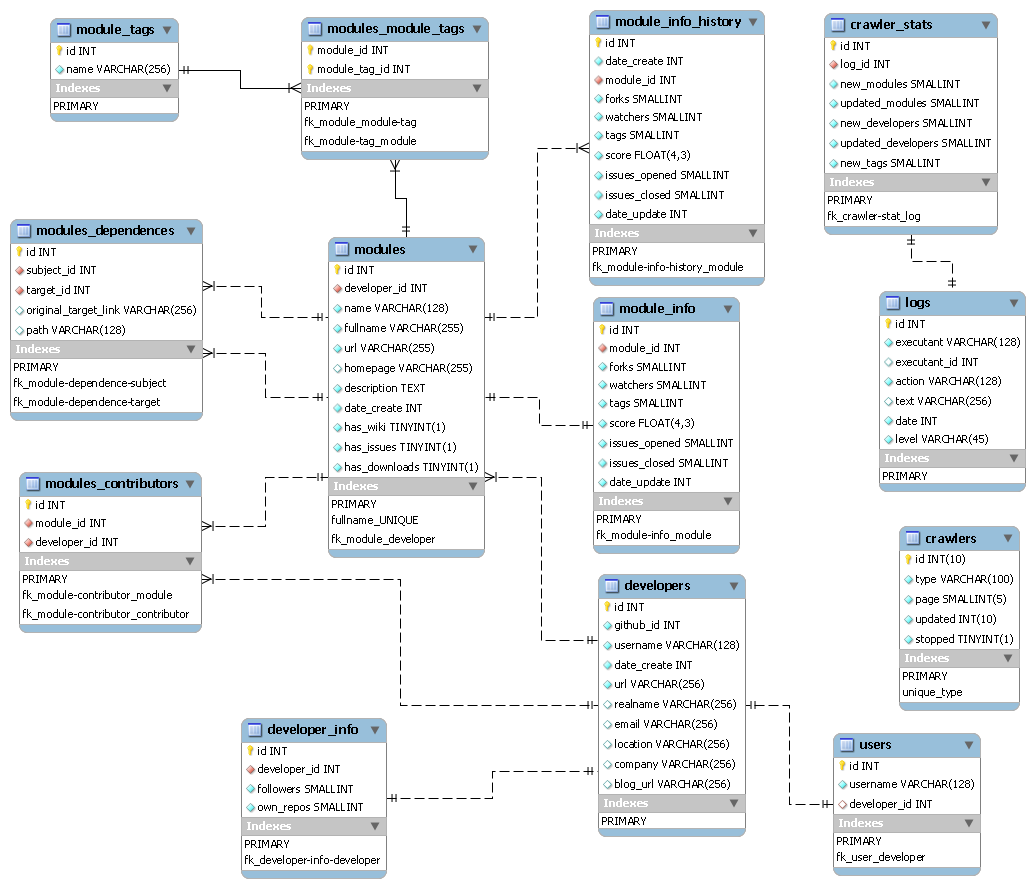 module_tags
id INT
name VARCHAR(256)
Indexes
PRIMARY
modules_module_tags
module_id INT
module_tag_id INT
Indexes
PRIMARY
fk_module_module-tag
fk_module-tag_module
module_info_history
id INT
date_create INT
module_id INT
forks SMALLINT
watchers SMALLINT
tags SMALLINT
score FLOAT(4,3)
issues_opened SMALLINT
issues_closed SMALLINT
date_update INT
Indexes
PRIMARY
fk_module-info-history_module
crawler_stats
id INT
log_id INT
new_modules SMALLINT
updated_modules SMALLINT
new_developers SMALLINT
updated_developers SMALLINT
new_tags SMALLINT
Indexes
PRIMARY
fk_crawler-stat_log
modules_dependences
id INT
subject_id INT
target_id INT
original_target_link VARCHAR(256)
path VARCHAR(128)
Indexes
PRIMARY
fk_module-dependence-subject
fk_module-dependence-target
modules
id INT
developer_id INT
name VARCHAR(128)
fullname VARCHAR(255)
url VARCHAR(255)
homepage VARCHAR(255)
description TEXT
date_create INT
has_wiki TINYINT(1)
has_issues TINYINT(1)
has_downloads TINYINT(1)
Indexes
PRIMARY
fullname_UNIQUE
fk_module_developer
module_info
id INT
module_id INT
forks SMALLINT
watchers SMALLINT
tags SMALLINT
score FLOAT(4,3)
issues_opened SMALLINT
issues_closed SMALLINT
date_update INT
Indexes
PRIMARY
fk_module-info_module
logs
id INT
executant VARCHAR(128)
executant_id INT
action VARCHAR(128)
text VARCHAR(256)
date INT
level VARCHAR(45)
Indexes
PRIMARY
modules_contributors
id INT
module_id INT
developer_id INT
Indexes
PRIMARY
fk_module-contributor_module
fk_module-contributor_contributor
developers
id INT
github_id INT
username VARCHAR(128)
date_create INT
url VARCHAR(256)
realname VARCHAR(256)
email VARCHAR(256)
location VARCHAR(256)
company VARCHAR(256)
blog_url VARCHAR(256)
Indexes
PRIMARY
crawlers
id INT(10)
type VARCHAR(100)
page SMALLINT(5)
updated INT(10)
stopped TINYINT(1)
Indexes
PRIMARY
unique_type
developer_info
id INT
developer_id INT
followers SMALLINT
own_repos SMALLINT
Indexes
PRIMARY
fk_developer-info-developer
users
id INT
username VARCHAR(128)
developer_id INT
Indexes
PRIMARY
fk_user_developer